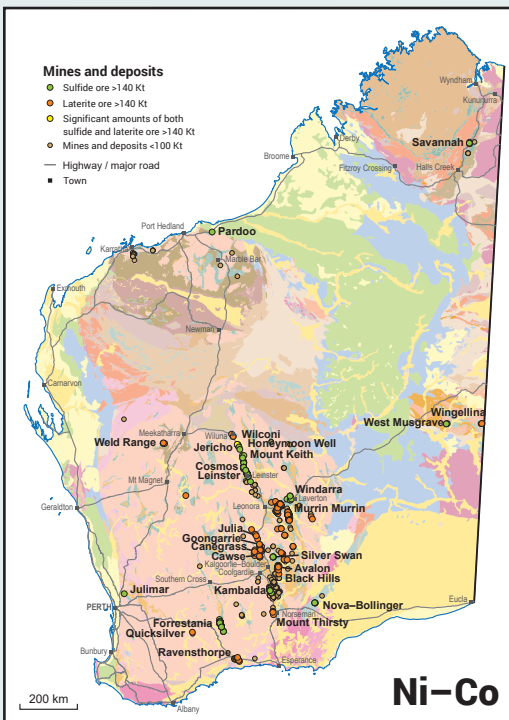 Mines and deposits
Sulfide ore >140 Kt
Laterite ore >140 Kt
Significant amounts of both
sulfide and laterite ore >140 Kt
Mines and deposits <100 Kt
Highway / major road
Town
Wyndham
Kununurra
Savannah
Derby
Broome
Fitzroy Crossing
Halls Creek
Pardoo
Port Hedland
Karratha
Marble Bar
Exmouth
Newman
Carnarvon
Wingellina
West Musgrave
Meekatharra
Wiluna
Wilconi
Weld Range
Jericho
Honeymoon Well
Mount Keith
Cosmos
Leinster
Leinster
Mt Magnet
Windarra
Laverton
Leonora
Murrin Murrin
Geraldton
Julia
Goongarrie
Canegrass
Cawse
Silver Swan
Kalgoorlie–Boulder
Coolgardie
Avalon
Black Hills
Southern Cross
Kambalda
Julimar
PERTH
Nova–Bollinger
Eucla
Norseman
Forrestania
Mount Thirsty
Quicksilver
Bunbury
Ravensthorpe
Esperance
Albany
200 km
Ni–Co